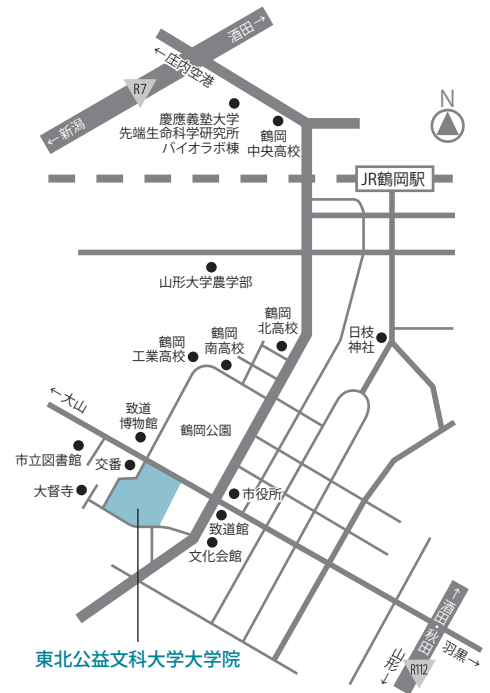 酒田→
←庄内空港
R7
←新潟
N
慶應義塾大学
先端生命科学研究所
バイオラボ棟
鶴岡
中央高校
JR鶴岡駅
山形大学農学部
鶴岡
北高校
鶴岡
南高校
鶴岡
工業高校
日枝
神社
←大山
致道
博物館
鶴岡公園
市立図書館
交番
大督寺
市役所
致道館
文化会館
←酒田・秋田
羽黒→
山形→
R112
東北公益文科大学大学院